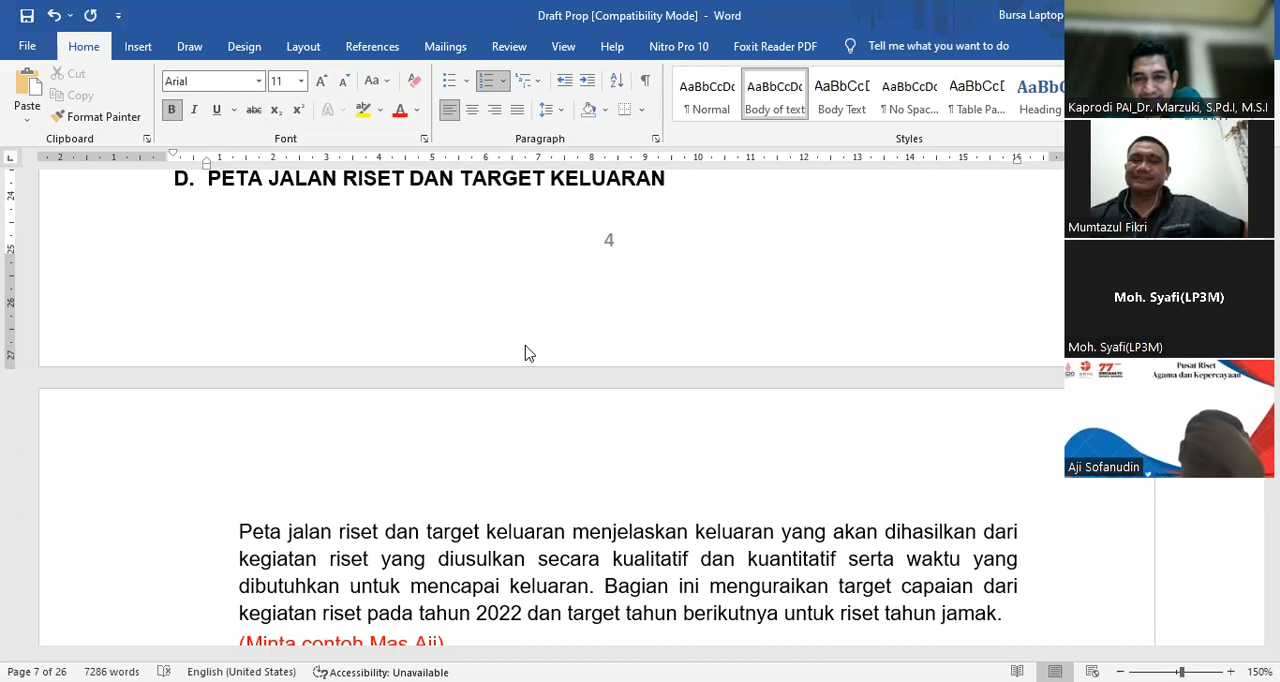 Draft Prop [Compatibility Mode] - Word
Bursa Laptop
File Home Insert Draw Design Layout References Mailings Review View Help Nitro Pro 10 Foxit Reader PDF Tell me what you want to do
Paste
Cut
Copy
Format Painter
Clipboard
Arial 11
Font
Paragraph
AaBbCcDc AaBbCcDc AaBbCcI AaBbCcDc AaBbCcI AaBbC
¶ Normal Body of text Body Text ¶ No Spac... ¶ Table Pa... Heading
Styles
D. PETA JALAN RISET DAN TARGET KELUARAN
4
Peta jalan riset dan target keluaran menjelaskan keluaran yang akan dihasilkan dari
kegiatan riset yang diusulkan secara kualitatif dan kuantitatif serta waktu yang
dibutuhkan untuk mencapai keluaran. Bagian ini menguraikan target capaian dari
kegiatan riset pada tahun 2022 dan target tahun berikutnya untuk riset tahun jamak.
(Minta contoh Mas Aji)
Kaprodi PAI_Dr. Marzuki, S.Pd.I, M.S.I
Mumtazul Fikri
Moh. Syafi(LP3M)
Moh. Syafi(LP3M)
77
Pusat Riset
Agama dan Kepercayaan
Aji Sofanudin
Page 7 of 26 7286 words English (United States) Accessibility: Unavailable 150%